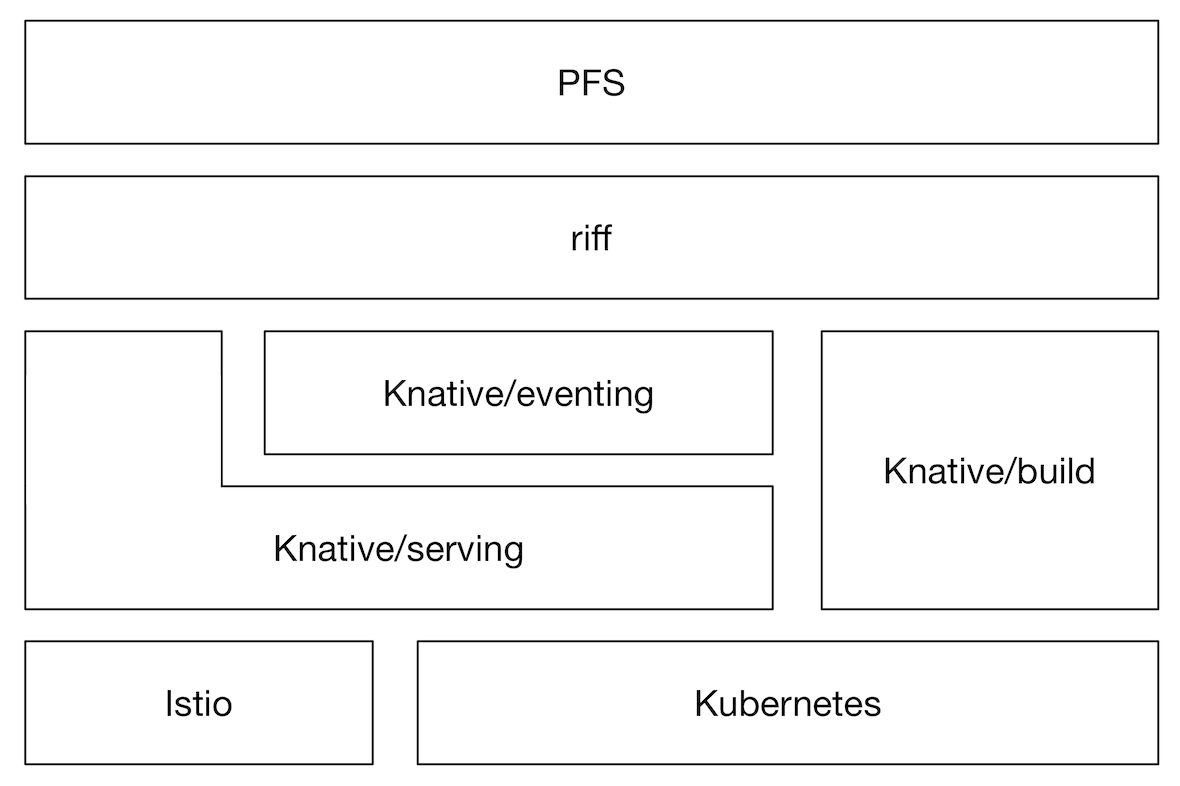 PFS
riff
Knative/eventing
Knative/build
Knative/serving
Istio
Kubernetes